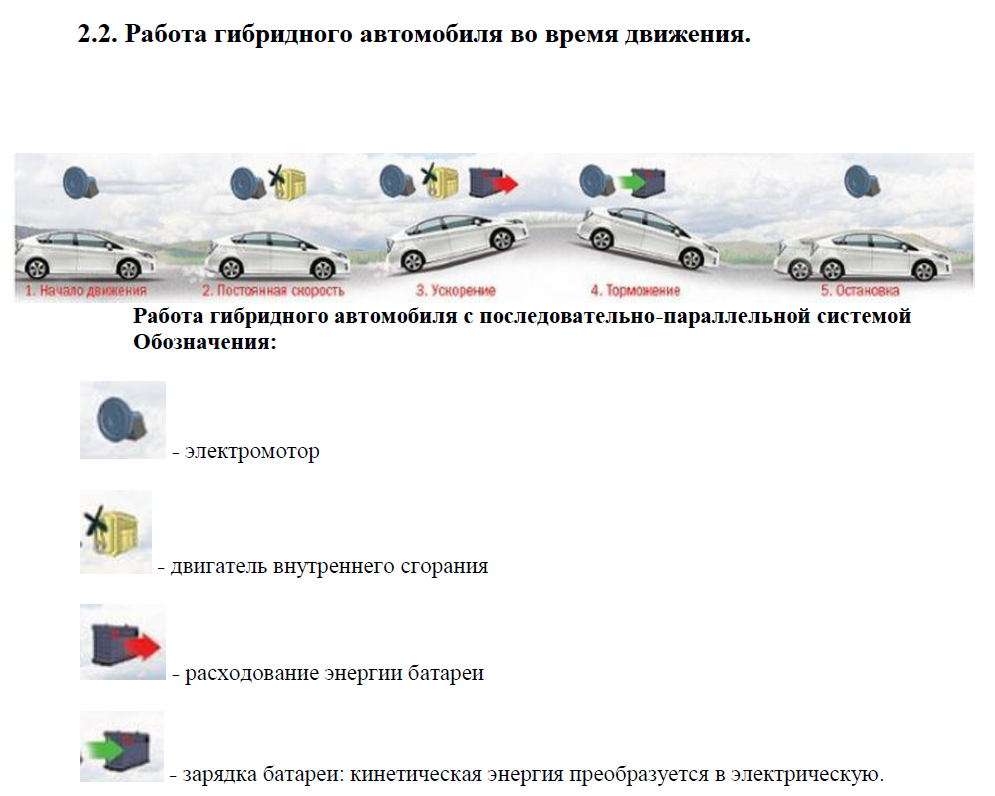 2.2. Работа гибридного автомобиля во время движения.
1. Начало движения
2. Постоянная скорость
3. Ускорение
4. Торможение
5. Остановка
Работа гибридного автомобиля с последовательно-параллельной системой
Обозначения:
- электромотор
- двигатель внутреннего сгорания
- расходование энергии батареи
- зарядка батареи: кинетическая энергия преобразуется в электрическую.